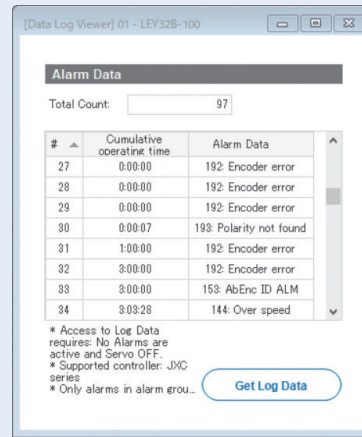 [Data Log Viewer] 01 - LEY32B-100
Alarm Data
Total Count: 97
# Cumulative operating time Alarm Data
27 0:00:00 192: Encoder error
28 0:00:00 192: Encoder error
29 0:00:00 192: Encoder error
30 0:00:07 193: Polarity not found
31 1:00:00 192: Encoder error
32 3:00:00 192: Encoder error
33 3:00:00 153: AbEnc ID ALM
34 3:03:28 144: Over speed
* Access to Log Data
requires: No Alarms are
active and Servo OFF.
* Supported controller: JXC
series
* Only alarms in alarm grou...
Get Log Data